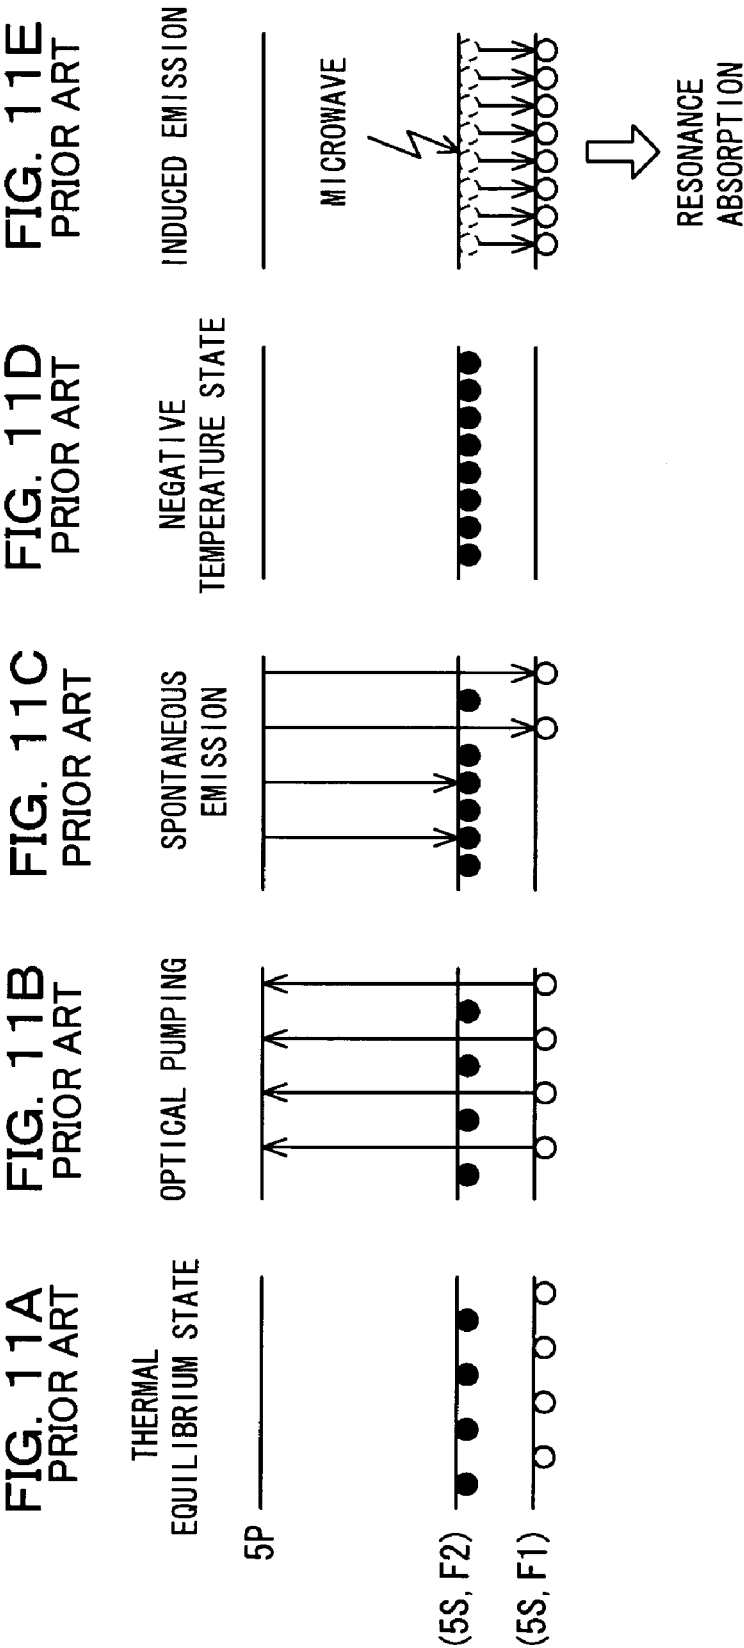 FIG. 11A
PRIOR ART
THERMAL
EQUILIBRIUM STATE
5P
(5S, F2)
(5S, F1)
FIG. 11B
PRIOR ART
OPTICAL PUMPING
FIG. 11C
PRIOR ART
SPONTANEOUS
EMISSION
FIG. 11D
PRIOR ART
NEGATIVE
TEMPERATURE STATE
FIG. 11E
PRIOR ART
INDUCED EMISSION
MICROWAVE
RESONANCE
ABSORPTION